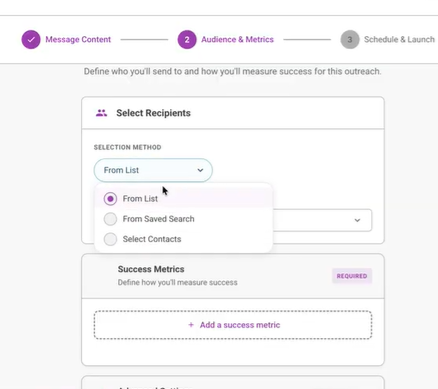 Message Content
2
Audience & Metrics
3
Schedule & Launch
Define who you'll send to and how you'll measure success for this outreach.
Select Recipients
SELECTION METHOD
From List
From List
From Saved Search
Select Contacts
Success Metrics
Define how you'll measure success
REQUIRED
+ Add a success metric